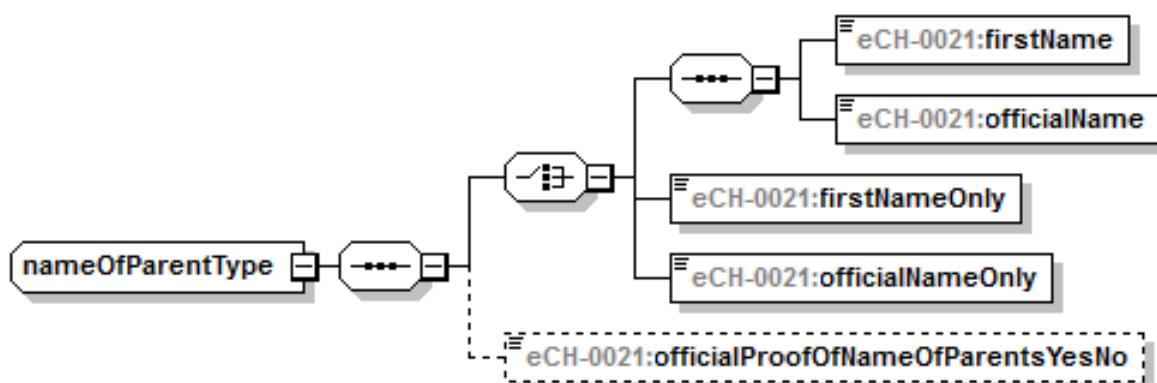 eCH-0021:firstName
eCH-0021:officialName
eCH-0021:firstNameOnly
nameOfParentType
eCH-0021:officialNameOnly
eCH-0021:officialProofOfNameOfParentsYesNo